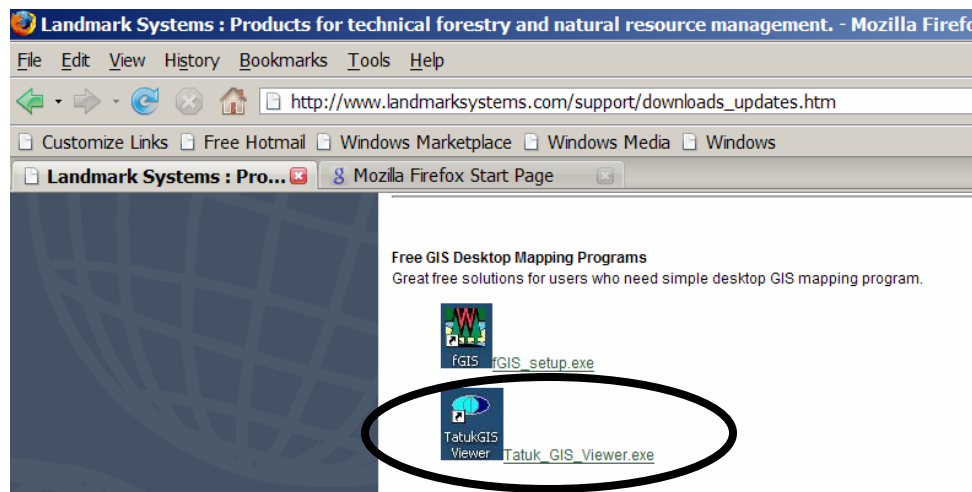 Landmark Systems : Products for technical forestry and natural resource management. - Mozilla Firefo
File Edit View History Bookmarks Tools Help
http://www.landmarksystems.com/support/downloads_updates.htm
Customize Links Free Hotmail Windows Marketplace Windows Media Windows
Landmark Systems : Pro... Mozilla Firefox Start Page
Free GIS Desktop Mapping Programs
Great free solutions for users who need simple desktop GIS mapping program.
fGIS fGIS_setup.exe
TatukGIS
Viewer Tatuk_GIS_Viewer.exe